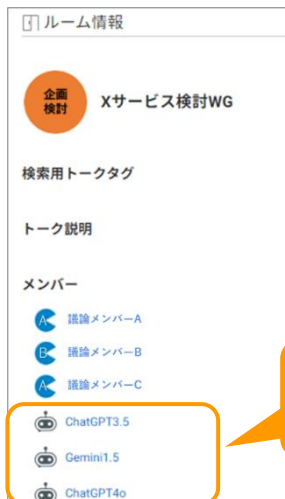 ルーム情報
企画
検討
Xサービス検討WG
検索用トークタグ
トーク説明
メンバー
A 議論メンバーA
B 議論メンバーB
A 議論メンバーC
ChatGPT3.5
Gemini1.5
ChatGPT4o